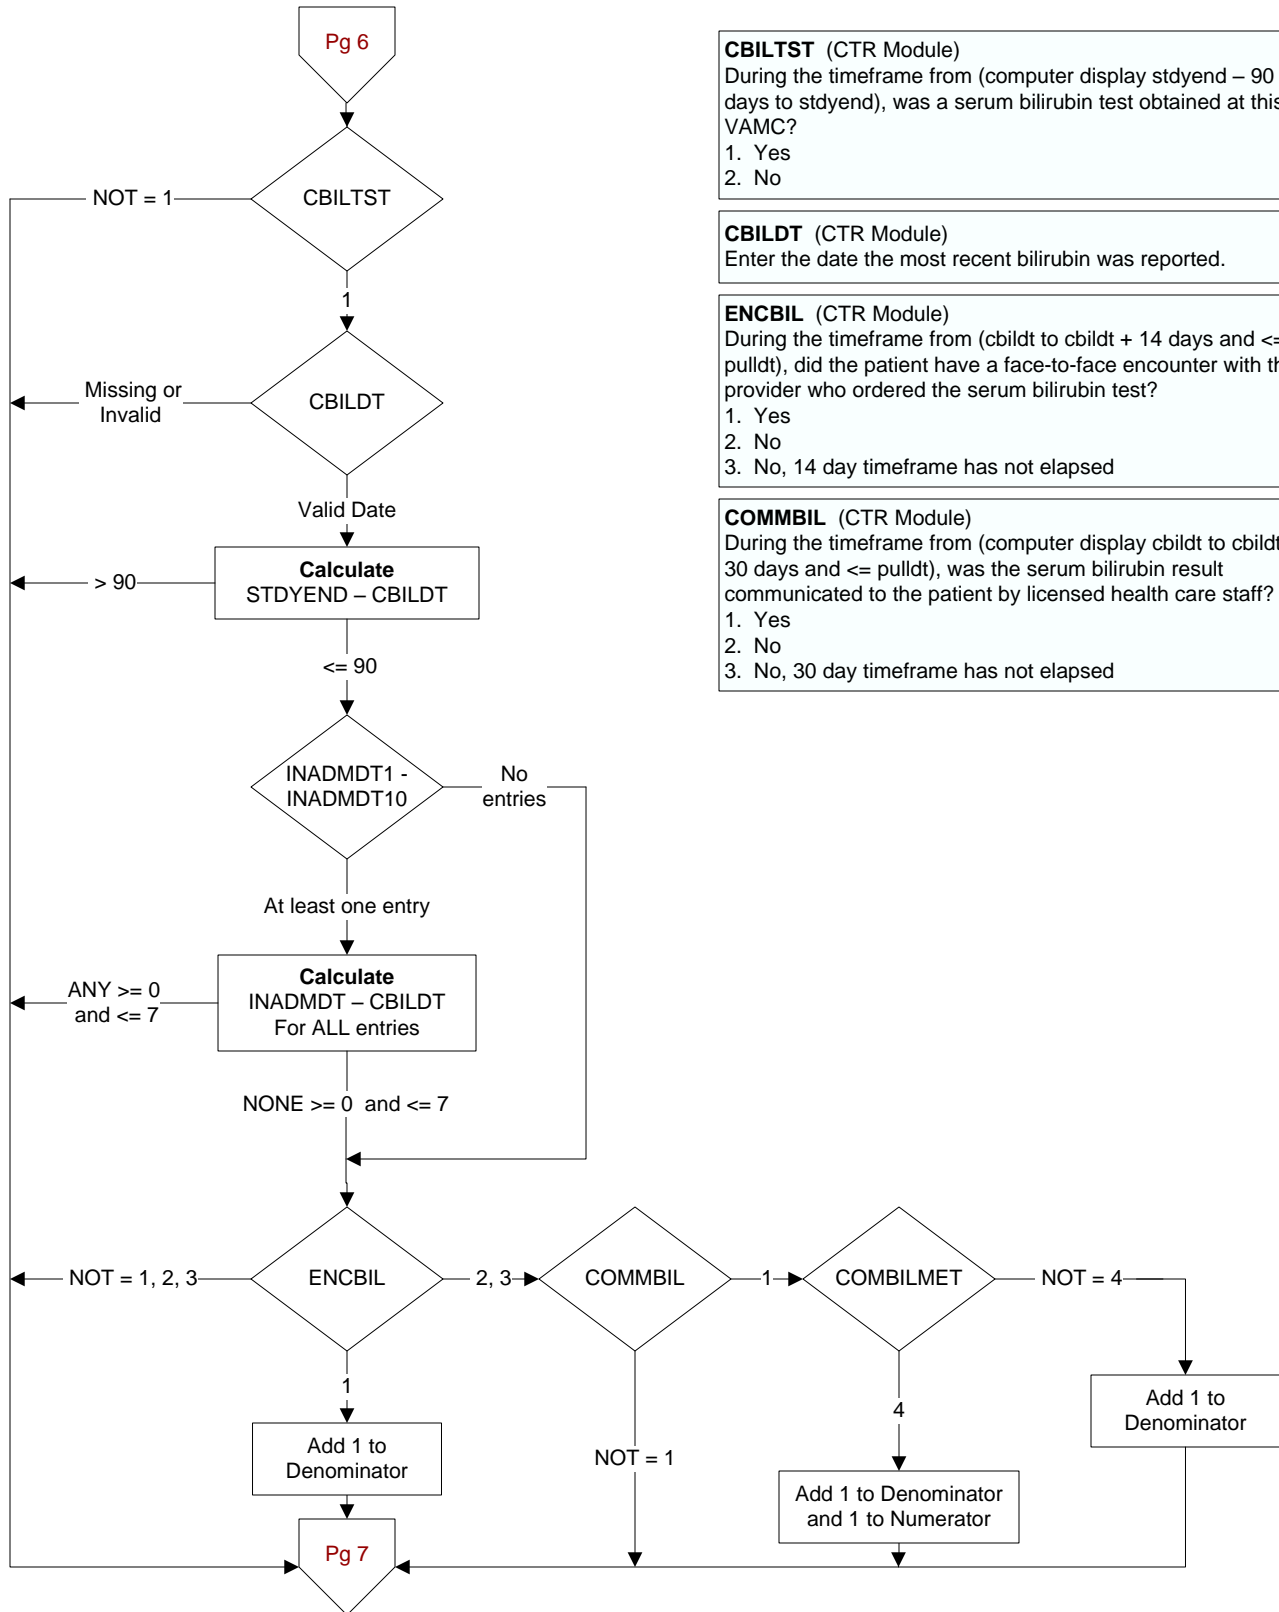 Pg 6
CBILTST
NOT = 1
1
CBILDT
Missing or
Invalid
Valid Date
Calculate
STDYEND – CBILDT
> 90
<= 90
INADMDT1 -
INADMDT10
No
entries
At least one entry
Calculate
INADMDT – CBILDT
For ALL entries
ANY >= 0
and <= 7
NONE >= 0 and <= 7
ENCBIL
NOT = 1, 2, 3
2, 3
COMMBIL
1
COMBILMET
NOT = 4
1
Add 1 to
Denominator
NOT = 1
4
Add 1 to Denominator
and 1 to Numerator
Add 1 to
Denominator
Pg 7
CBILTST (CTR Module)
During the timeframe from (computer display stdyend – 90
days to stdyend), was a serum bilirubin test obtained at this
VAMC?
1. Yes
2. No
CBILDT (CTR Module)
Enter the date the most recent bilirubin was reported.
ENCBIL (CTR Module)
During the timeframe from (cbildt to cbildt + 14 days and <=
pulldt), did the patient have a face-to-face encounter with th
provider who ordered the serum bilirubin test?
1. Yes
2. No
3. No, 14 day timeframe has not elapsed
COMMBIL (CTR Module)
During the timeframe from (computer display cbildt to cbildt
30 days and <= pulldt), was the serum bilirubin result
communicated to the patient by licensed health care staff?
1. Yes
2. No
3. No, 30 day timeframe has not elapsed